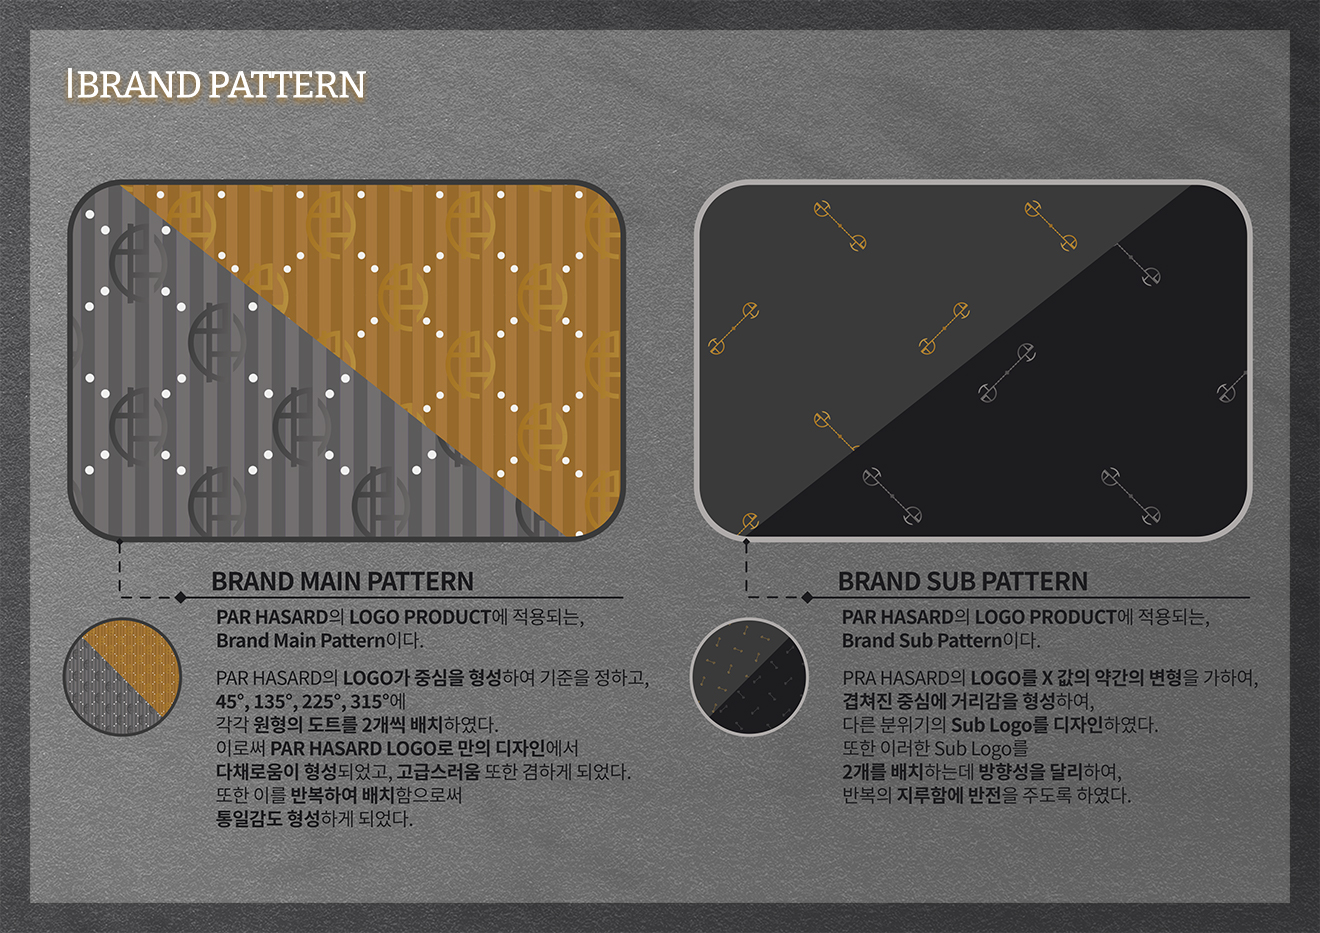 BRAND PATTERN
BRAND MAIN PATTERN
PAR HASARD의 LOGO PRODUCT에 적용되는,
Brand Main Pattern이다.
PAR HASARD의 LOGO가 중심을 형성하여 기준을 정하고,
45°, 135°, 225°, 315°에
각각 원형의 도트를 2개씩 배치하였다.
이로써 PAR HASARD LOGO로 만의 디자인에서
다채로움이 형성되었고, 고급스러움 또한 겸하게 되었다.
또한 이를 반복하여 배치함으로써
통일감도 형성하게 되었다.
BRAND SUB PATTERN
PAR HASARD의 LOGO PRODUCT에 적용되는,
Brand Sub Pattern이다.
PRA HASARD의 LOGO를 X 값의 약간의 변형을 가하여,
겹쳐진 중심에 거리감을 형성하여,
다른 분위기의 Sub Logo를 디자인하였다.
또한 이러한 Sub Logo를
2개를 배치하는데 방향성을 달리하여,
반복의 지루함에 반전을 주도록 하였다.